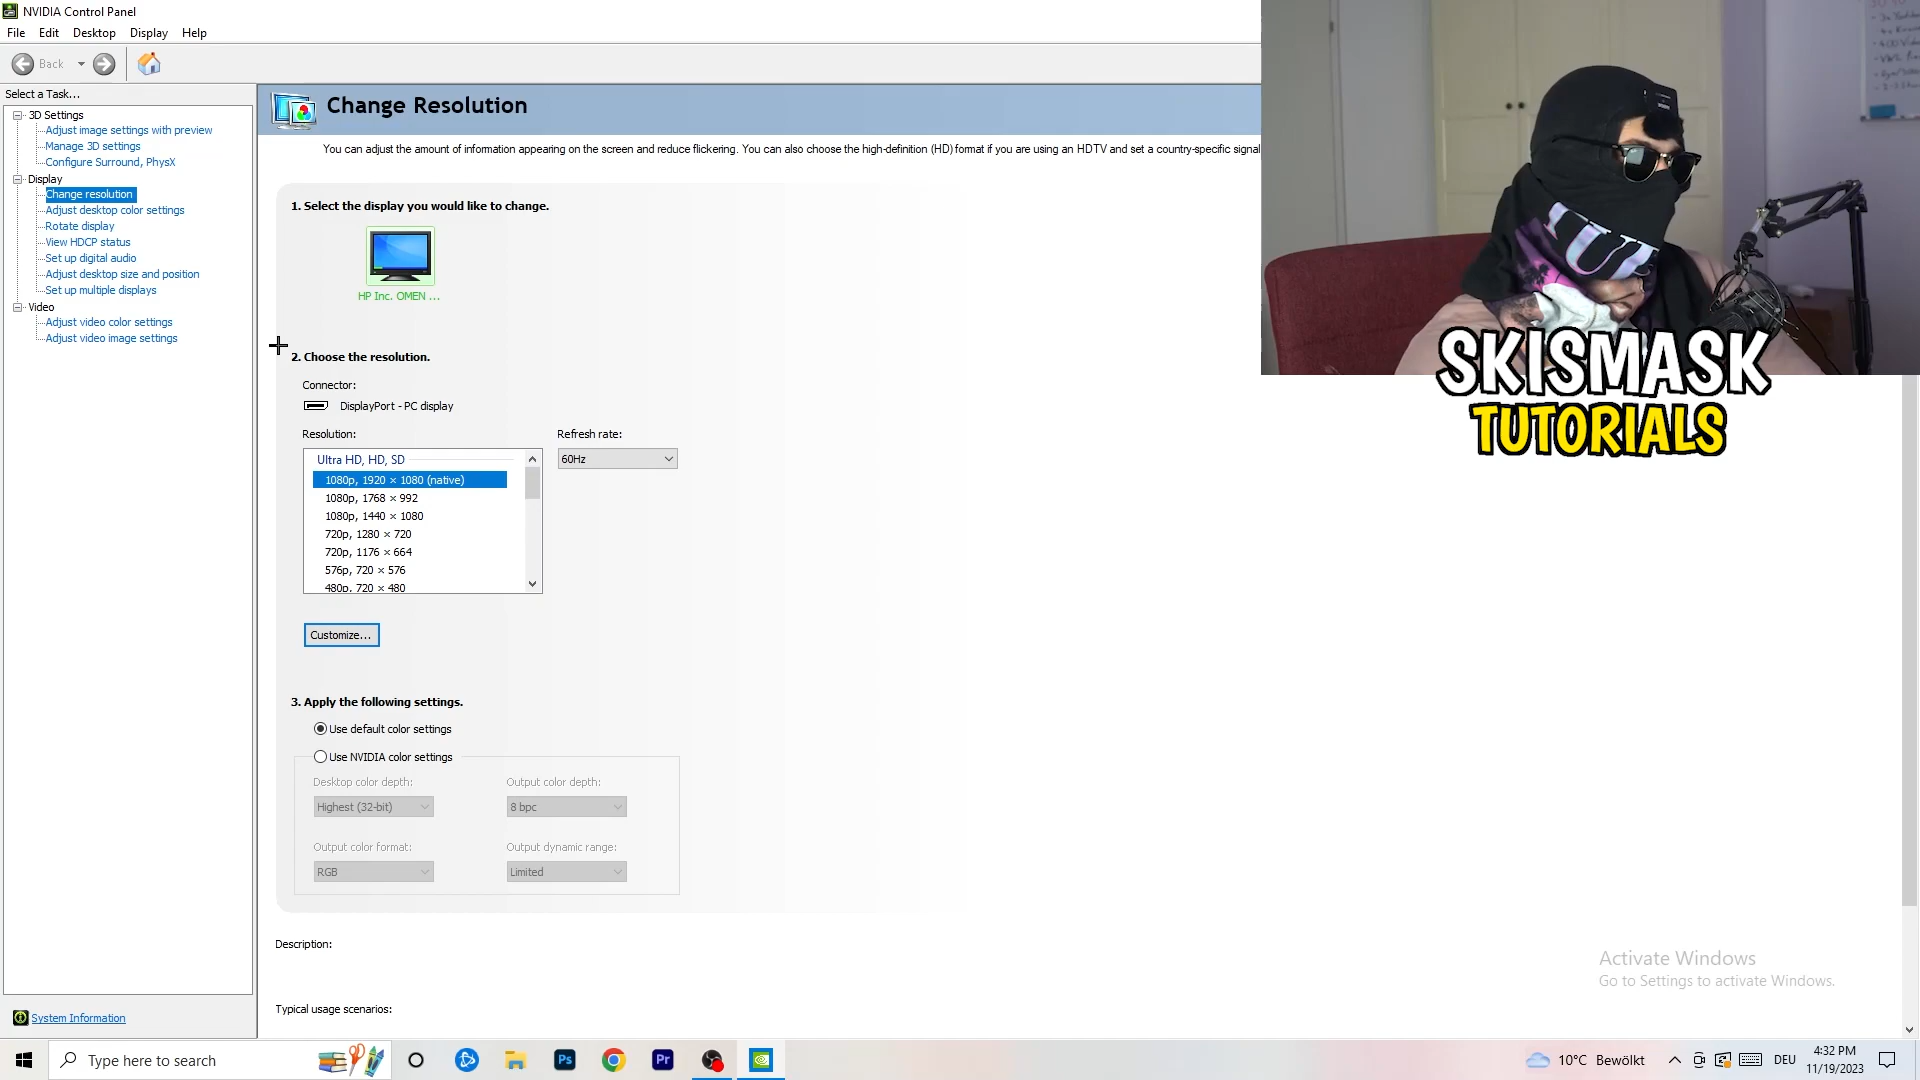 NVIDIA Control Panel
File Edit Desktop Display Help
Back
Select a Task...
3D Settings
Adjust image settings with preview
Manage 3D settings
Configure Surround, PhysX
Display
Change resolution
Adjust desktop color settings
Rotate display
View HDCP status
Set up digital audio
Adjust desktop size and position
Set up multiple displays
Video
Adjust video color settings
Adjust video image settings
System Information
Change Resolution
You can adjust the amount of information appearing on the screen and reduce flickering. You can also choose the high-definition (HD) format if you are using an HDTV and set a country-specific signal
1. Select the display you would like to change.
HP Inc. OMEN ...
2. Choose the resolution.
Connector:
DisplayPort - PC display
Resolution:
Refresh rate:
Ultra HD, HD, SD
60Hz
1080p, 1920 × 1080 (native)
1080p, 1768 × 992
1080p, 1440 × 1080
720p, 1280 × 720
720p, 1176 × 664
576p, 720 × 576
480p, 720 × 480
Customize...
3. Apply the following settings.
Use default color settings
Use NVIDIA color settings
Desktop color depth:
Output color depth:
Highest (32-bit)
8 bpc
Output color format:
Output dynamic range:
RGB
Limited
Description:
Typical usage scenarios:
SKISMASK
TUTORIALS
Activate Windows
Go to Settings to activate Windows.
Type here to search
Ps
Pr
10°C Bewölkt
DEU
4:32 PM
11/19/2023